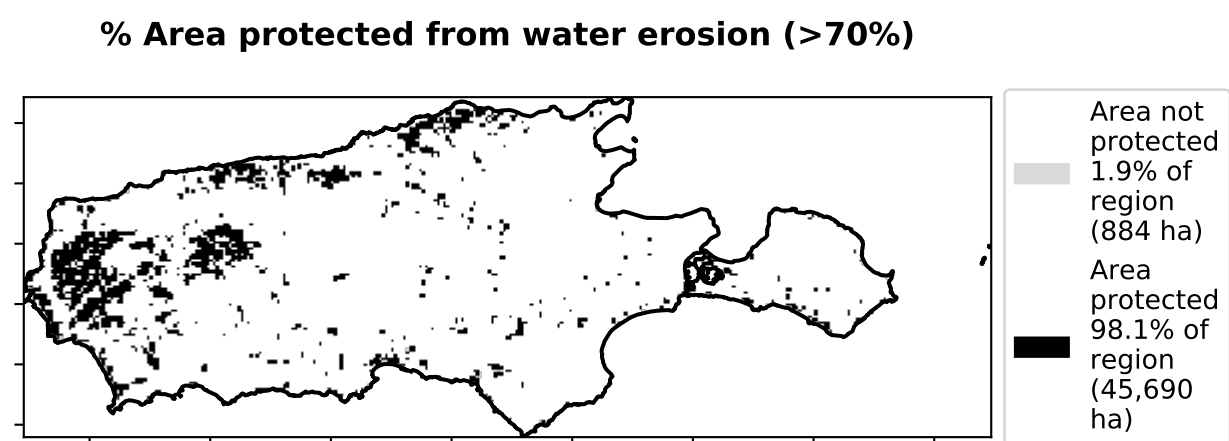 % Area protected from water erosion (>70%)
Area not
protected
1.9% of
region
(884 ha)
Area
protected
98.1% of
region
(45,690
ha)